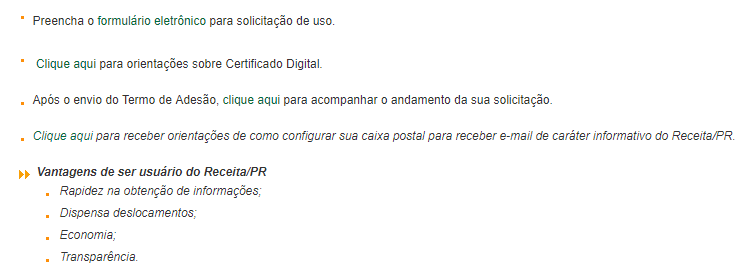 Preencha o formulário eletrônico para solicitação de uso.
Clique aqui para orientações sobre Certificado Digital.
Após o envio do Termo de Adesão, clique aqui para acompanhar o andamento da sua solicitação.
Clique aqui para receber orientações de como configurar sua caixa postal para receber e-mail de caráter informativo do Receita/PR.
Vantagens de ser usuário do Receita/PR
Rapidez na obtenção de informações;
Dispensa deslocamentos;
Economia;
Transparência.